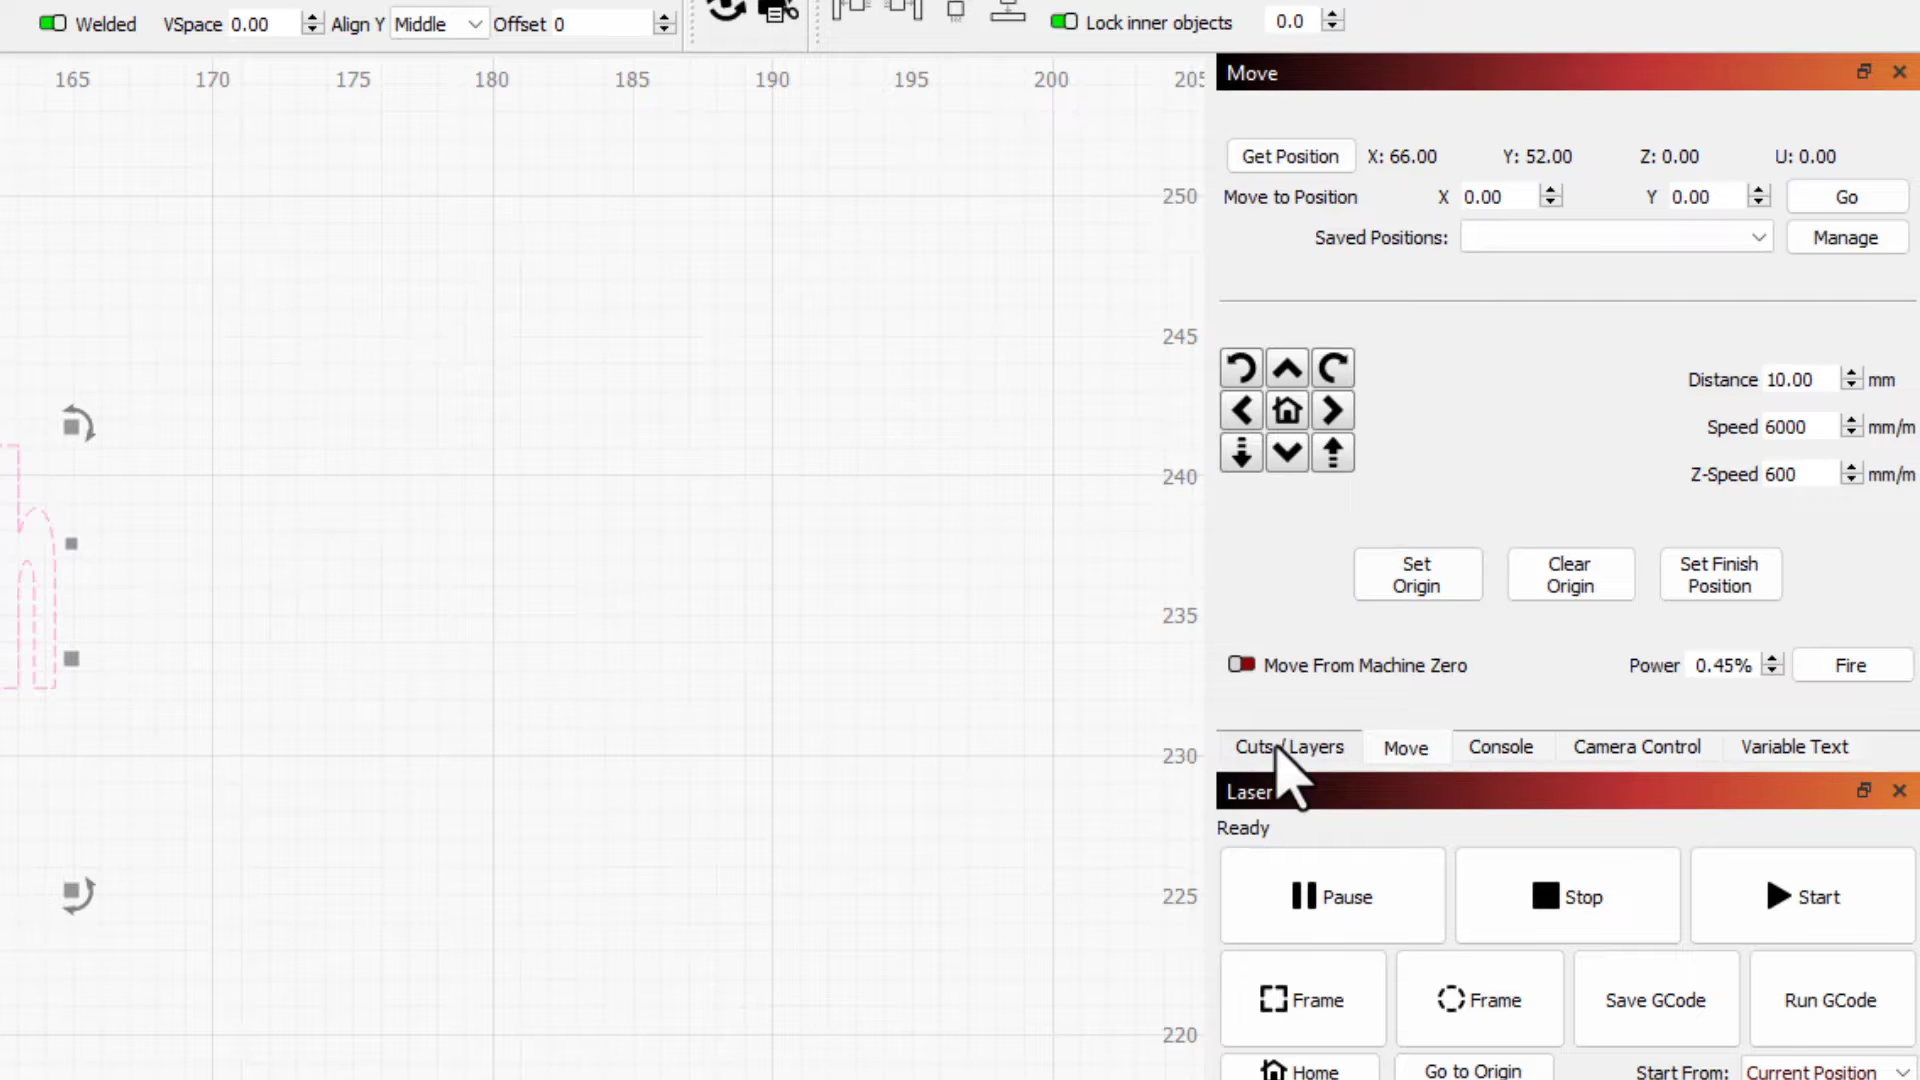 Welded VSpace 0.00 Align Y Middle Offset 0 Lock inner objects 0.0
165 170 175 180 185 190 195 200 205
Move
Get Position X: 66.00 Y: 52.00 Z: 0.00 U: 0.00
Move to Position X 0.00 Y 0.00 Go
250
Saved Positions: Manage
245
Distance 10.00 mm
Speed 6000 mm/m
240
Z-Speed 600 mm/m
Set Origin
Clear Origin
Set Finish Position
235
Move From Machine Zero Power 0.45% Fire
230
Cuts / Layers Move Console Camera Control Variable Text
Laser
Ready
225
Pause Stop Start
Frame Frame Save GCode Run GCode
220
Home Go to Origin Start From: Current Position